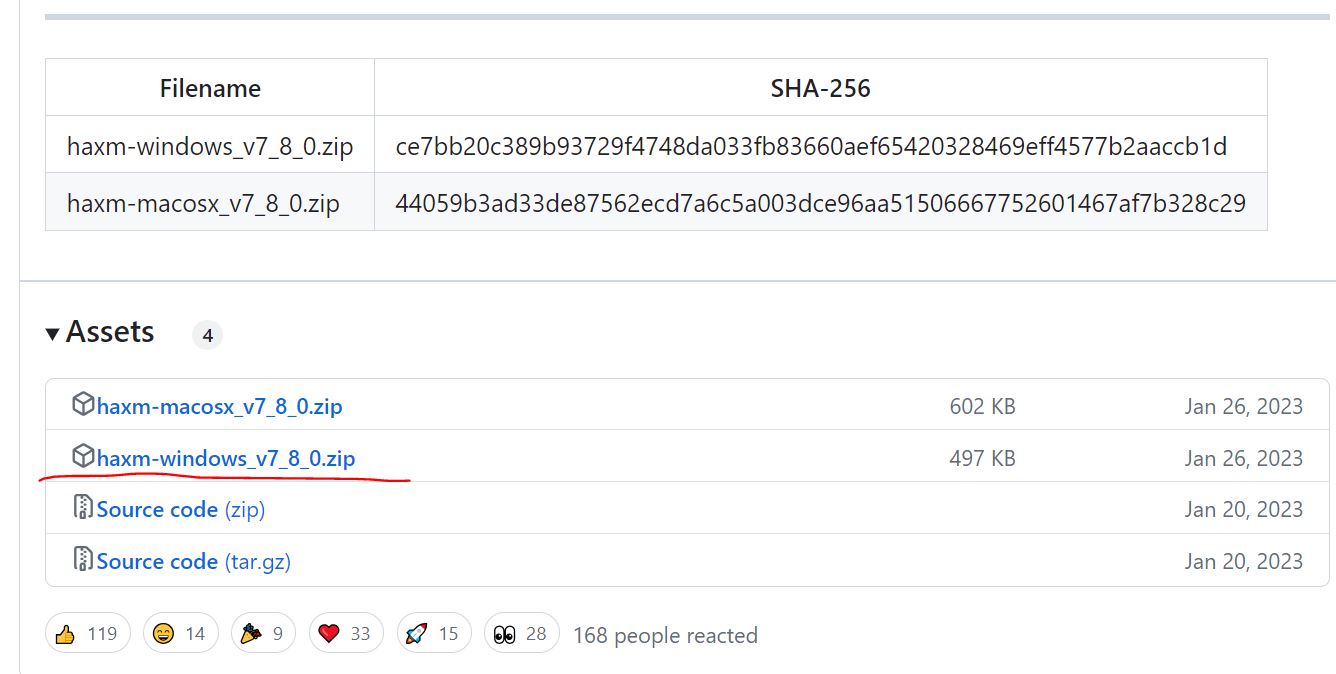 Filename SHA-256
haxm-windows_v7_8_0.zip ce7bb20c389b93729f4748da033fb83660aef65420328469eff4577b2aaccb1d
haxm-macosx_v7_8_0.zip 44059b3ad33de87562ecd7a6c5a003dce96aa51506667752601467af7b328c29
Assets 4
haxm-macosx_v7_8_0.zip 602 KB Jan 26, 2023
haxm-windows_v7_8_0.zip 497 KB Jan 26, 2023
Source code (zip) Jan 20, 2023
Source code (tar.gz) Jan 20, 2023
119 14 9 33 15 28 168 people reacted